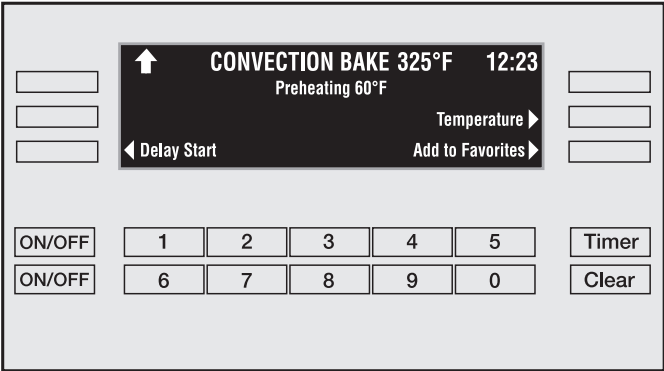 CONVECTION BAKE 325°F 12:23
Preheating 60°F
Temperature
Delay Start Add to Favorites
ON/OFF 1 2 3 4 5 Timer
ON/OFF 6 7 8 9 0 Clear